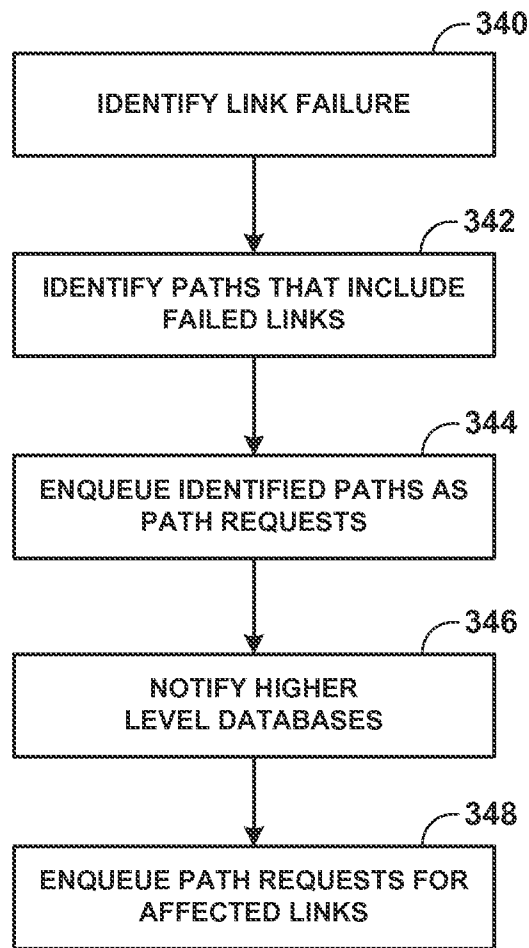 340
IDENTIFY LINK FAILURE
342
IDENTIFY PATHS THAT INCLUDE
FAILED LINKS
344
ENQUEUE IDENTIFIED PATHS AS
PATH REQUESTS
346
NOTIFY HIGHER
LEVEL DATABASES
348
ENQUEUE PATH REQUESTS FOR
AFFECTED LINKS